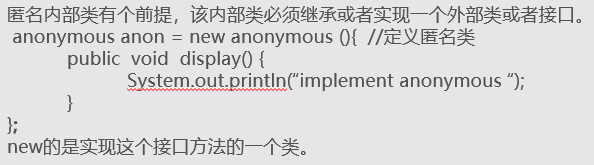 匿名内部类有个前提，该内部类必须继承或者实现一个外部类或者接口。
anonymous anon = new anonymous (){  //定义匿名类
public  void  display() {
System.out.println(“implement anonymous “);
}
};
new的是实现这个接口方法的一个类。